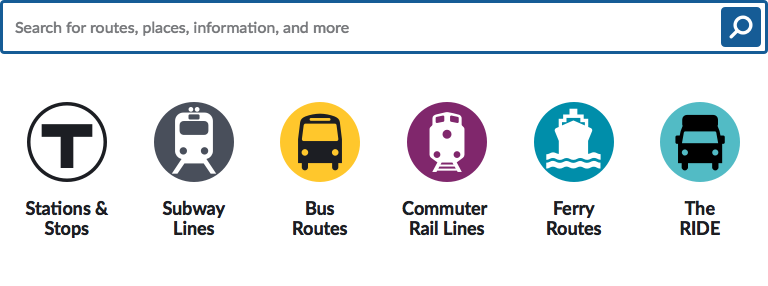 Search for routes, places, information, and more
T
Stations &
Stops
Subway
Lines
Bus
Routes
Commuter
Rail Lines
Ferry
Routes
The
RIDE